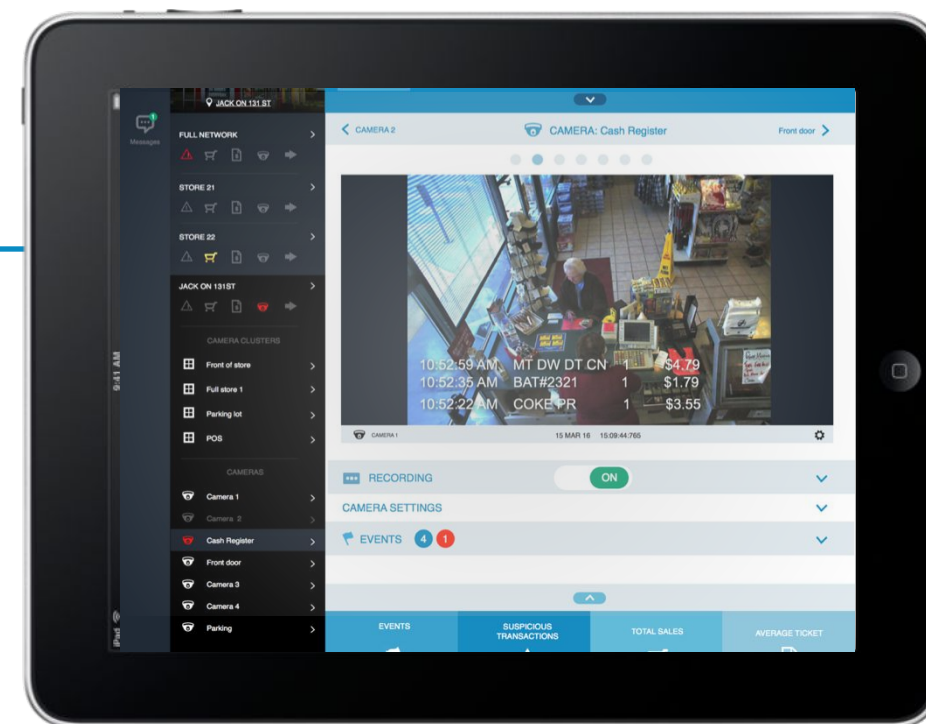 9:41 AM
iPad
Messages
1
JACK ON 131 ST
FULL NETWORK
STORE 21
STORE 22
JACK ON 131ST
CAMERA CLUSTERS
Front of store
Full store 1
Parking lot
POS
CAMERAS
Camera 1
Camera 2
Cash Register
Front door
Camera 3
Camera 4
Parking
CAMERA 2
CAMERA: Cash Register
Front door
10:52:59 AM MT DW DT CN 1 $4.79
10:52:35 AM BAT#2321 1 $1.79
10:52:22 AM COKE PR 1 $3.55
CAMERA 1 15 MAR 16 15:09:44:765
RECORDING ON
CAMERA SETTINGS
EVENTS 4 1
EVENTS
SUSPICIOUS
TRANSACTIONS
TOTAL SALES
AVERAGE TICKET